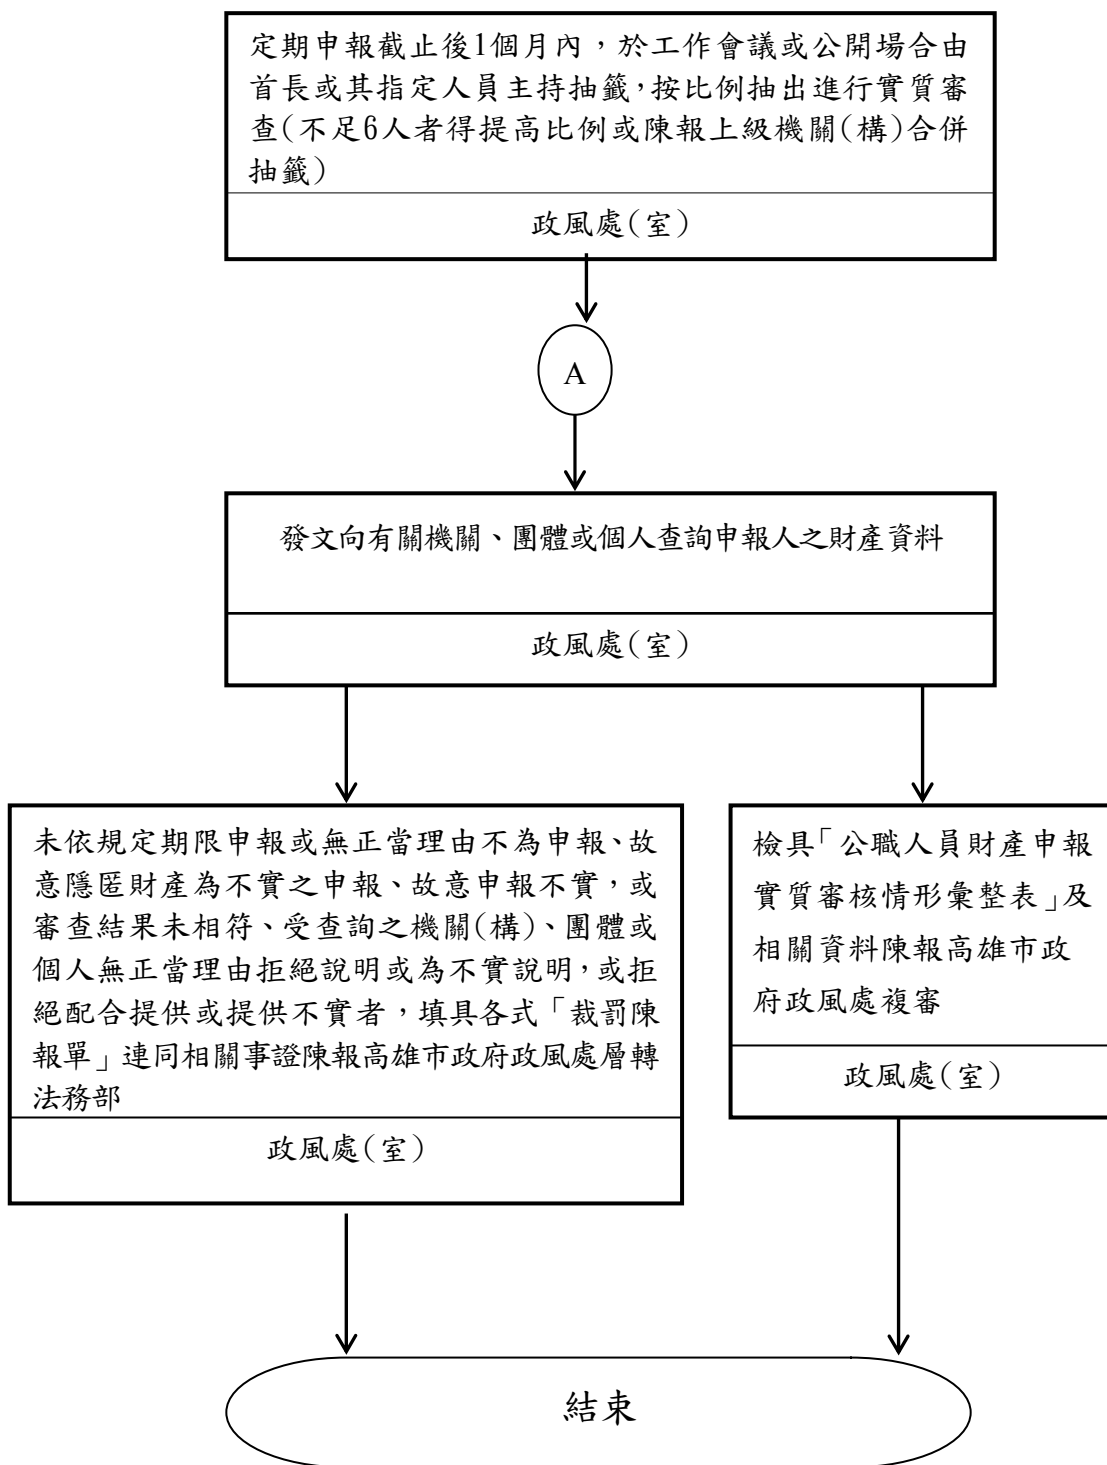 定期申報截止後1個月內，於工作會議或公開場合由
首長或其指定人員主持抽籤，按比例抽出進行實質審
查(不足6人者得提高比例或陳報上級機關(構)合併
抽籤)
政風處(室)
A
發文向有關機關、團體或個人查詢申報人之財產資料
政風處(室)
未依規定期限申報或無正當理由不為申報、故
意隱匿財產為不實之申報、故意申報不實，或
審查結果未相符、受查詢之機關(構)、團體或
個人無正當理由拒絕說明或為不實說明，或拒
絕配合提供或提供不實者，填具各式「裁罰陳
報單」連同相關事證陳報高雄市政府政風處層轉
法務部
政風處(室)
檢具「公職人員財產申報
實質審核情形彙整表」及
相關資料陳報高雄市政
府政風處複審
政風處(室)
結束